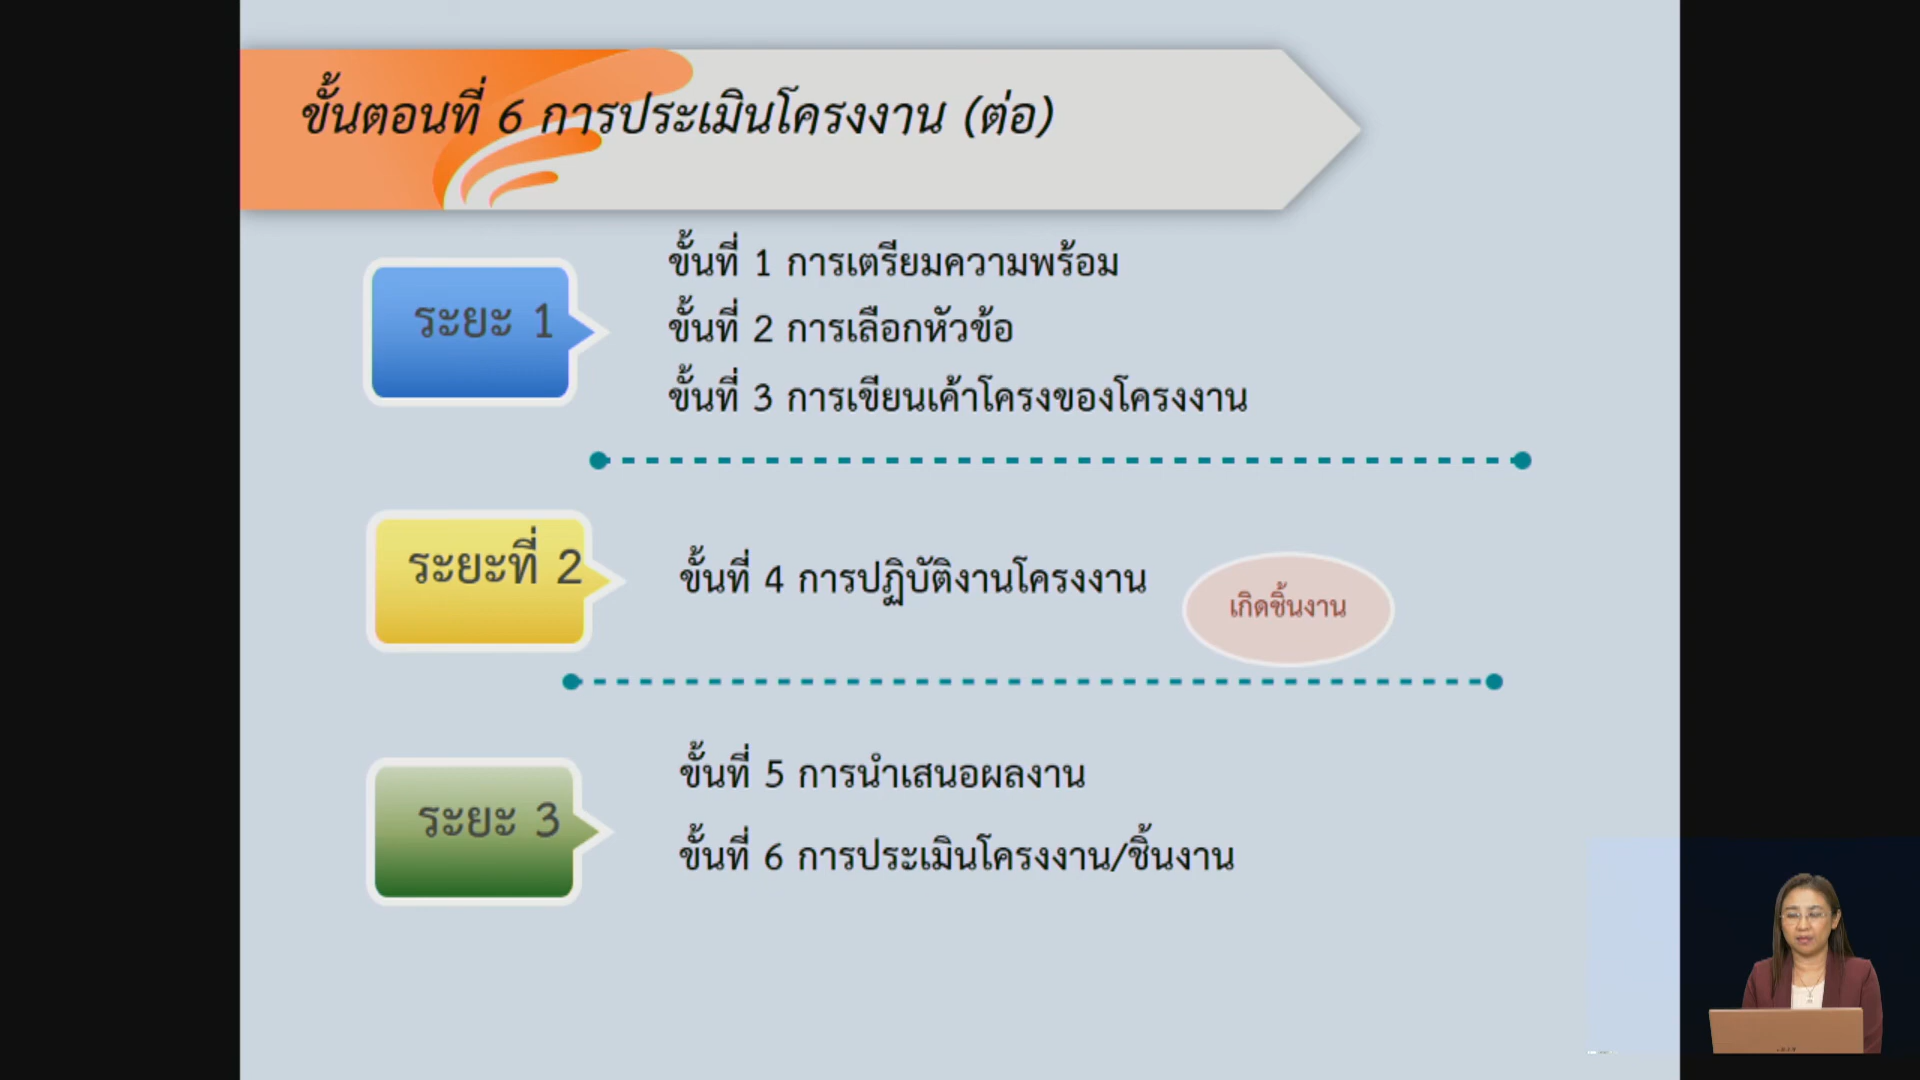 ขั้นตอนที่ 6 การประเมินโครงงาน (ต่อ)
ระยะ 1
ขั้นที่ 1 การเตรียมความพร้อม
ขั้นที่ 2 การเลือกหัวข้อ
ขั้นที่ 3 การเขียนเค้าโครงของโครงงาน
ระยะที่ 2
ขั้นที่ 4 การปฏิบัติงานโครงงาน
เกิดชิ้นงาน
ระยะ 3
ขั้นที่ 5 การนำเสนอผลงาน
ขั้นที่ 6 การประเมินโครงงาน/ชิ้นงาน